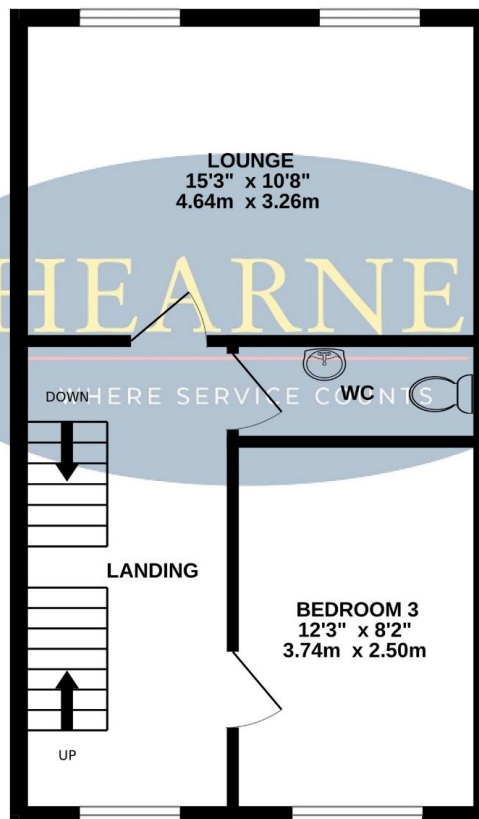 LOUNGE
15'3" x 10'8"
4.64m x 3.26m
HEARNE
WHERE SERVICE COUNTS
DOWN
WC
LANDING
BEDROOM 3
12'3" x 8'2"
3.74m x 2.50m
UP